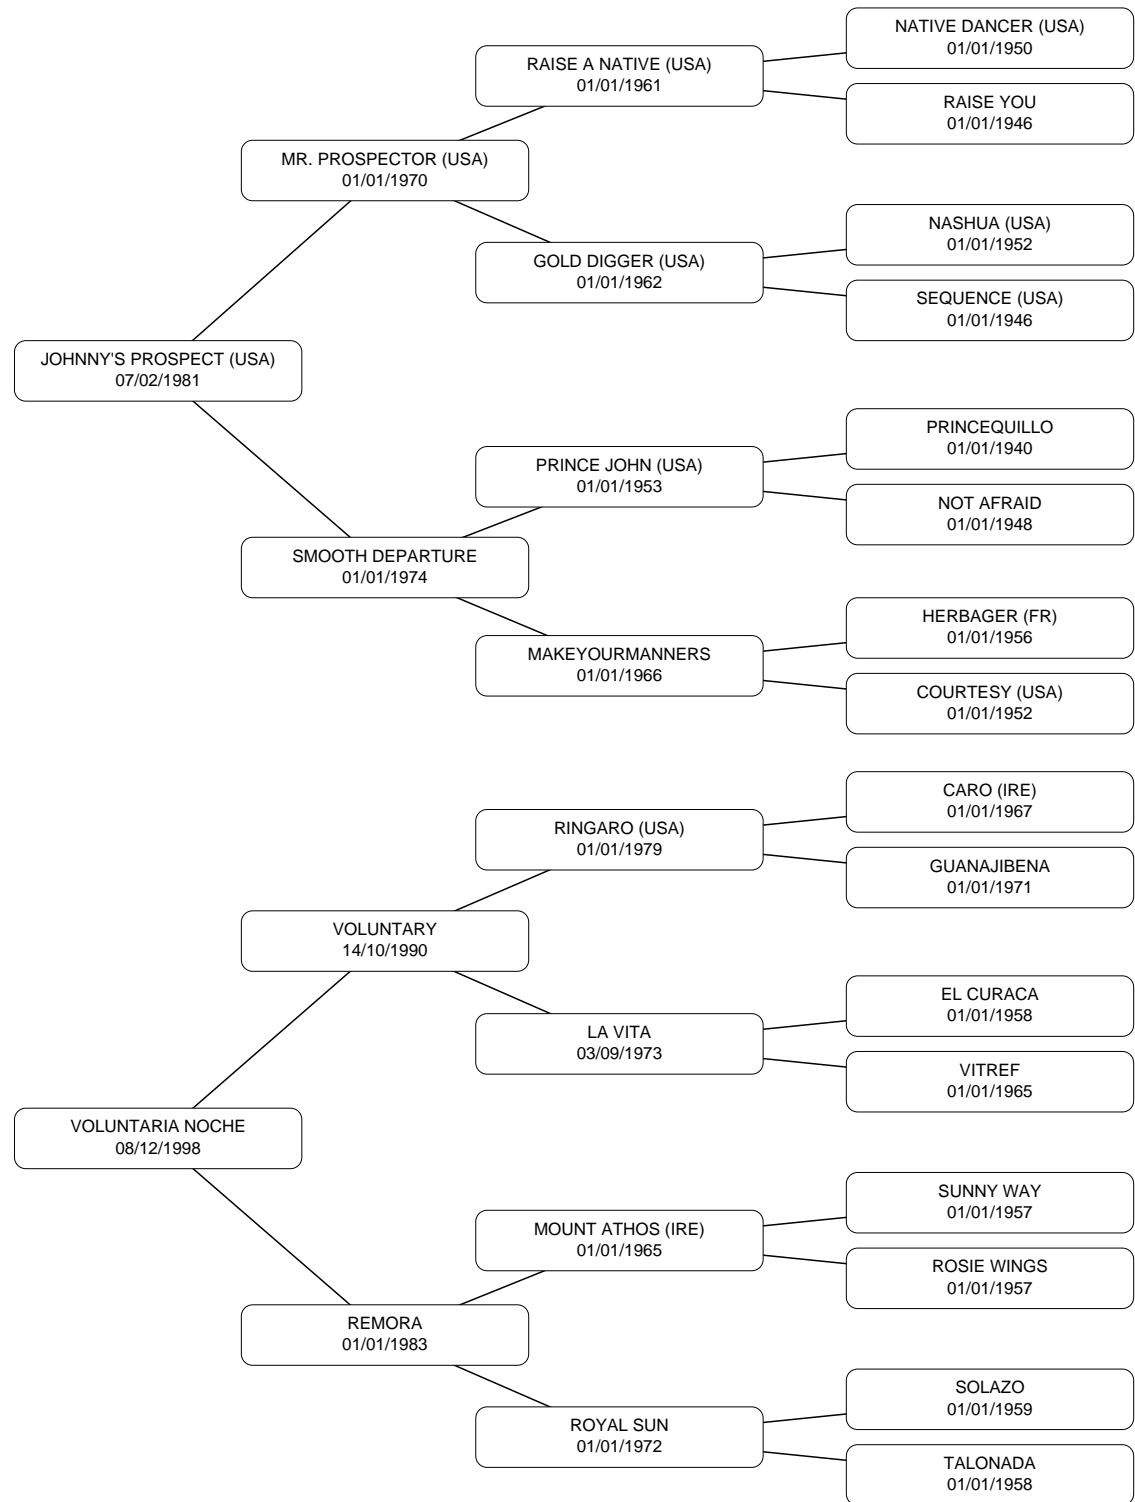 NATIVE DANCER (USA)
01/01/1950
RAISE A NATIVE (USA)
01/01/1961
RAISE YOU
01/01/1946
MR. PROSPECTOR (USA)
01/01/1970
NASHUA (USA)
01/01/1952
GOLD DIGGER (USA)
01/01/1962
SEQUENCE (USA)
01/01/1946
JOHNNY'S PROSPECT (USA)
07/02/1981
PRINCEQUILLO
01/01/1940
PRINCE JOHN (USA)
01/01/1953
NOT AFRAID
01/01/1948
SMOOTH DEPARTURE
01/01/1974
HERBAGER (FR)
01/01/1956
MAKEYOURMANNERS
01/01/1966
COURTESY (USA)
01/01/1952
CARO (IRE)
01/01/1967
RINGARO (USA)
01/01/1979
GUANAJIBENA
01/01/1971
VOLUNTARY
14/10/1990
EL CURACA
01/01/1958
LA VITA
03/09/1973
VITREF
01/01/1965
VOLUNTARIA NOCHE
08/12/1998
SUNNY WAY
01/01/1957
MOUNT ATHOS (IRE)
01/01/1965
ROSIE WINGS
01/01/1957
REMORA
01/01/1983
SOLAZO
01/01/1959
ROYAL SUN
01/01/1972
TALONADA
01/01/1958